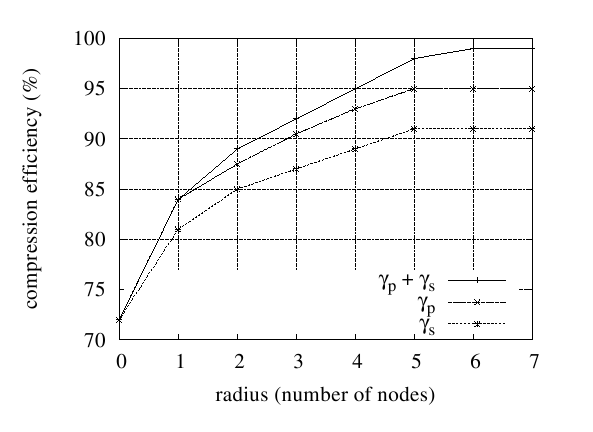 100
95
90
85
80
75
70
compression efficiency (%)
γp + γs
γp
γs
0 1 2 3 4 5 6 7
radius (number of nodes)